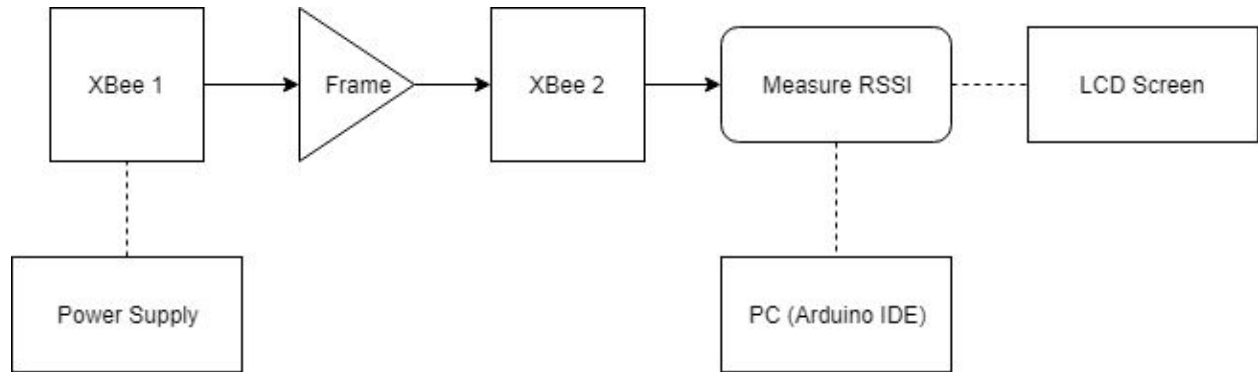 XBee 1
Frame
XBee 2
Measure RSSI
LCD Screen
Power Supply
PC (Arduino IDE)